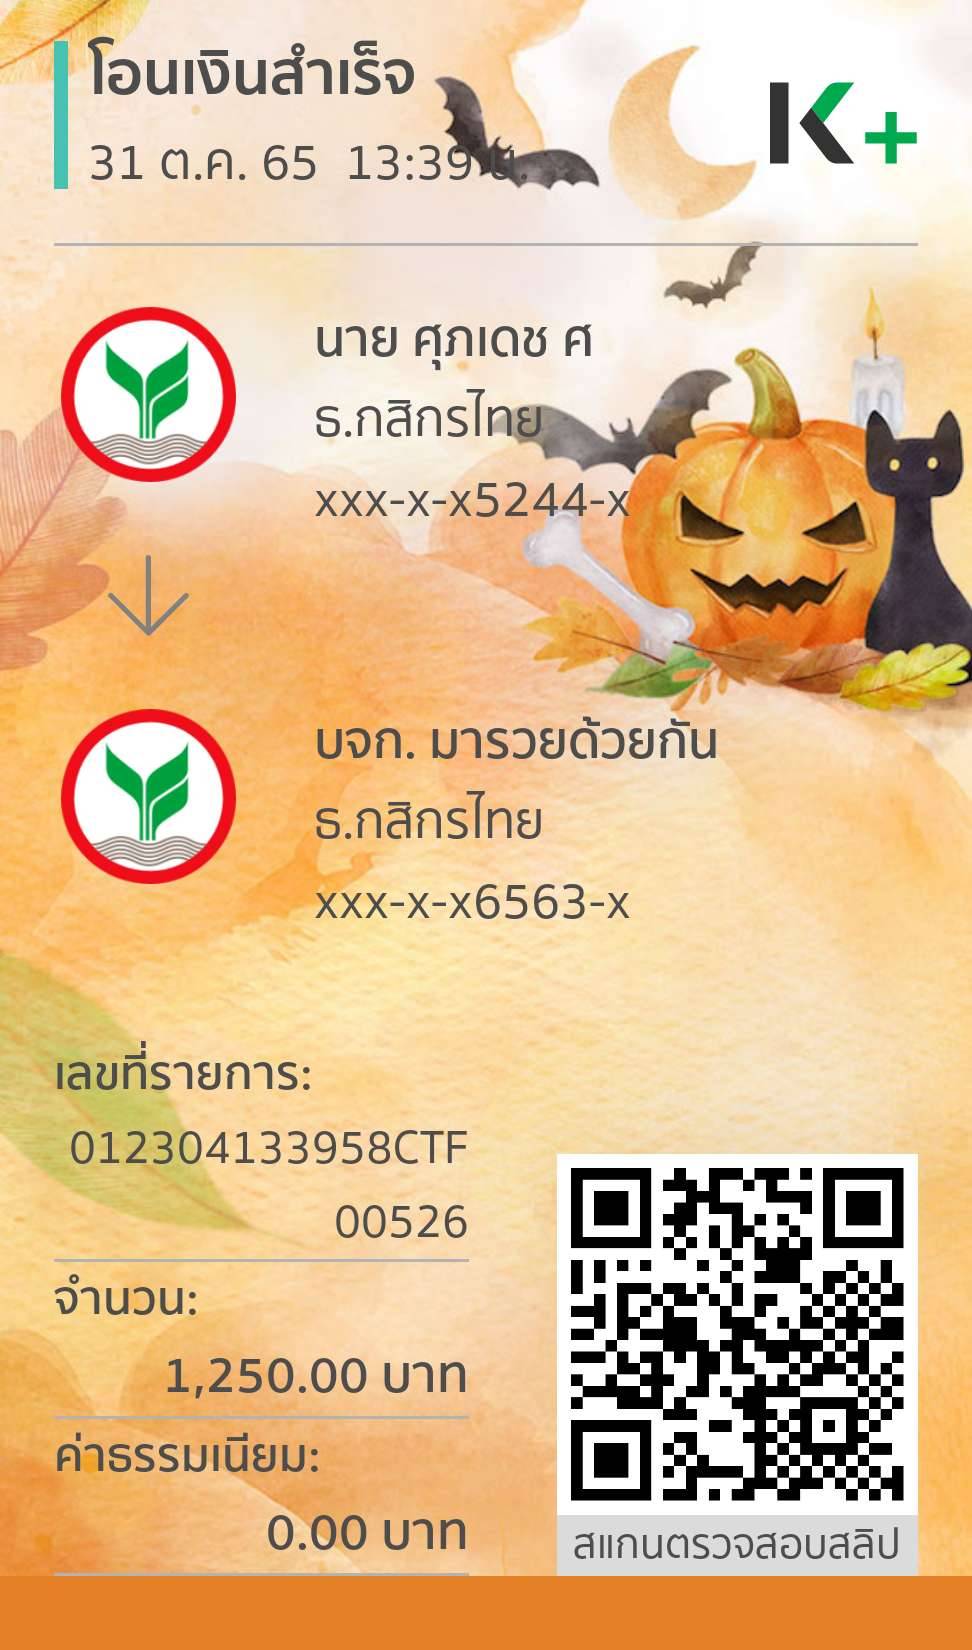 โอนเงินสำเร็จ
31 ต.ค. 65 13:39 น.
K+
นาย ศุภเดช ศ
ธ.กสิกรไทย
xxx-x-x5244-x
บจก. มารวยด้วยกัน
ธ.กสิกรไทย
xxx-x-x6563-x
เลขที่รายการ:
012304133958CTF
00526
จำนวน:
1,250.00 บาท
ค่าธรรมเนียม:
0.00 บาท
สแกนตรวจสอบสลิป